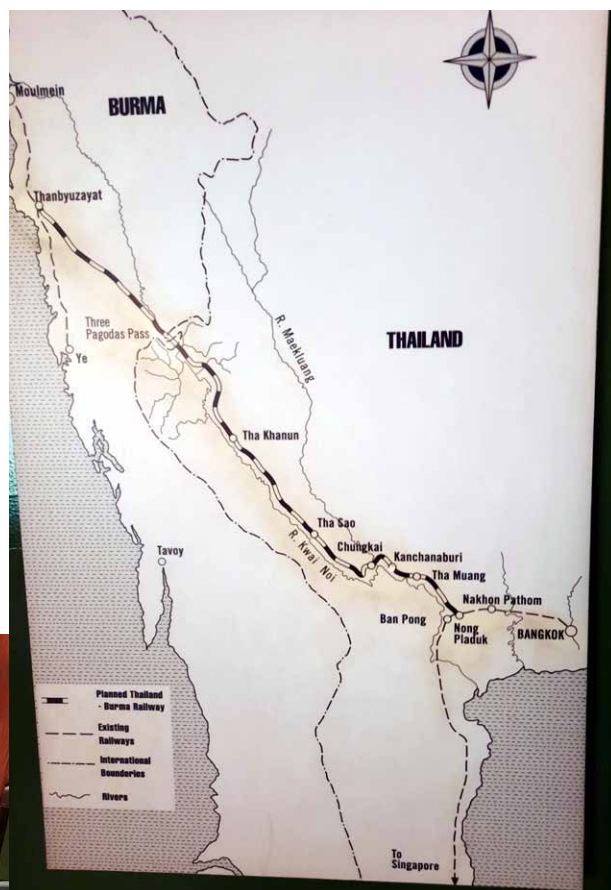 Moulmein
BURMA
Thanbyuzayat
Three
Pagodas Pass
R. Maekluang
THAILAND
Ye
Tha Khanun
Tha Sao
R. Kwai Noi
Chungkai
Kanchanaburi
Tavoy
Tha Muang
Nakhon Pathom
Ban Pong
Nong
Pladuk
BANGKOK
Planned Thailand
- Burma Railway
Existing
Railways
International
Bounderies
Rivers
To
Singapore